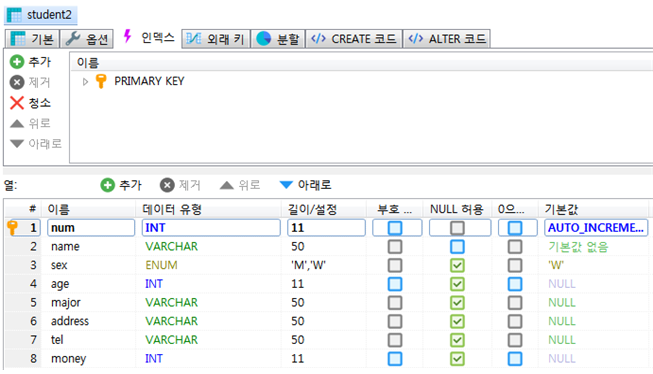 student2
기본 옵션 인덱스 외래 키 분할 CREATE 코드 ALTER 코드
추가 이름
제거 PRIMARY KEY
청소
위로
아래로
열: 추가 제거 위로 아래로
# 이름 데이터 유형 길이/설정 부호 ... NULL 허용 0으... 기본값
1 num INT 11 AUTO_INCREME...
2 name VARCHAR 50 기본값 없음
3 sex ENUM 'M','W' 'W'
4 age INT 11 NULL
5 major VARCHAR 50 NULL
6 address VARCHAR 50 NULL
7 tel VARCHAR 50 NULL
8 money INT 11 NULL